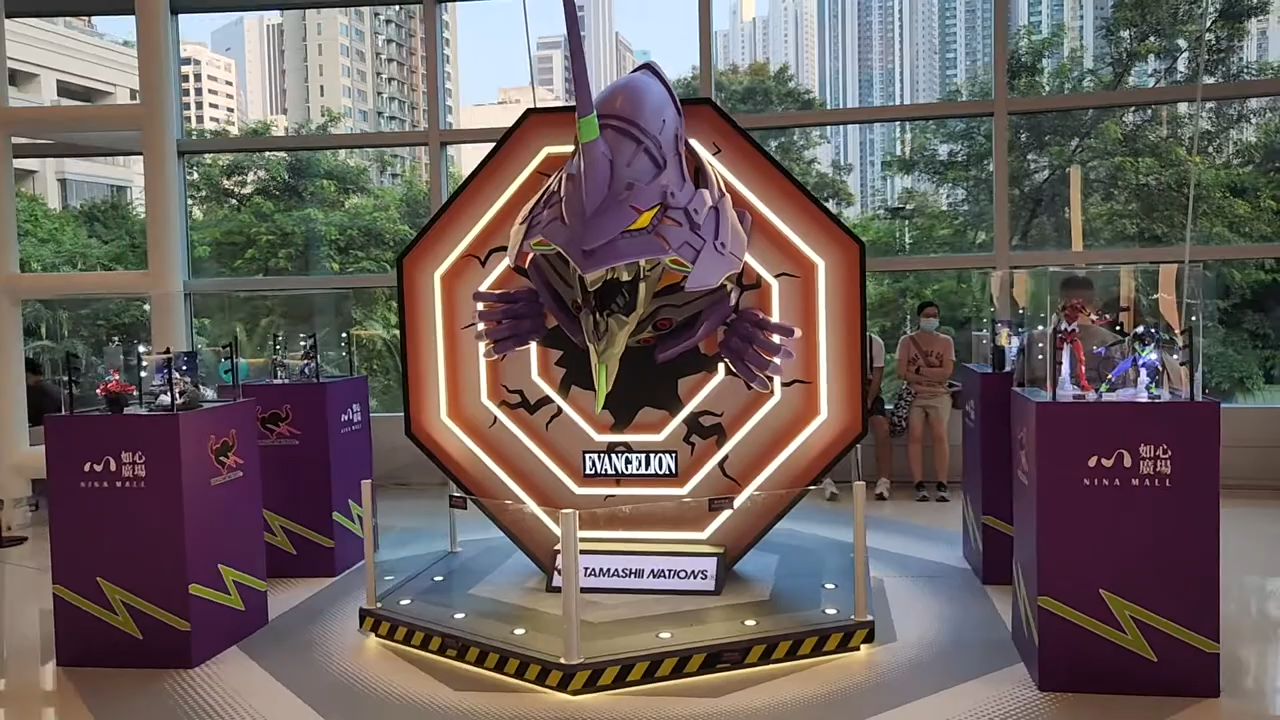 如心
廣場
如心
廣場
NINA MALL
NINA MALL
EVANGELION
TAMASHII NATIONS